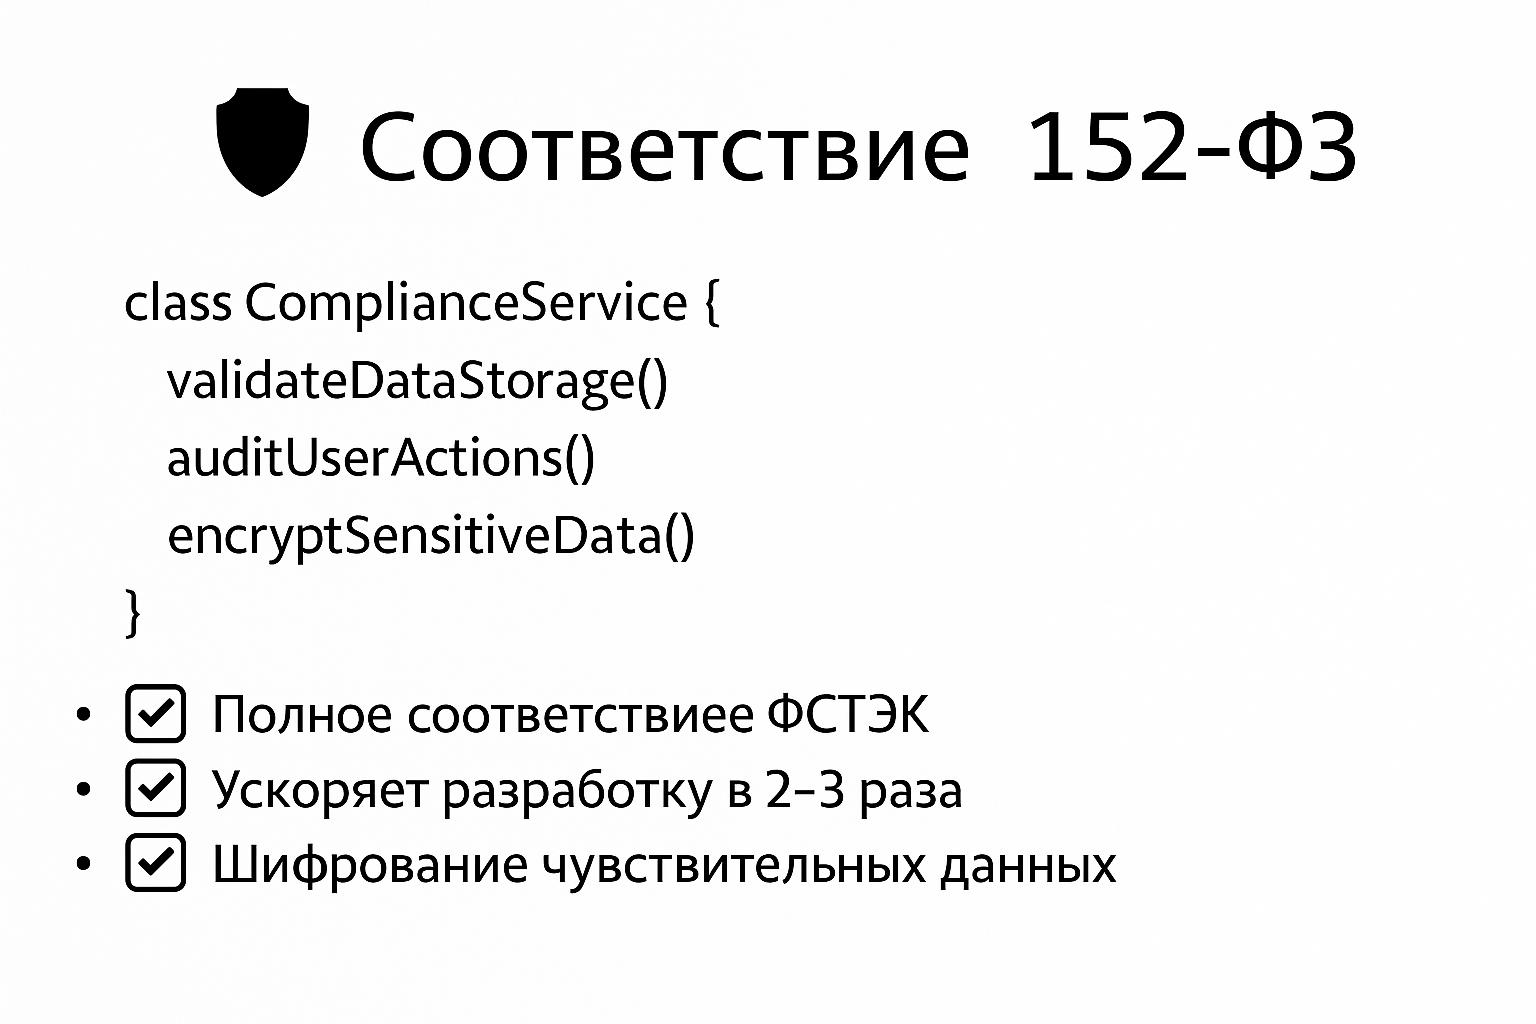 Соответствие 152-ФЗ
class ComplianceService {
validateDataStorage()
auditUserActions()
encryptSensitiveData()
}
• Полное соответствиее ФСТЭК
• Ускоряет разработку в 2–3 раза
• Шифрование чувствительных данных